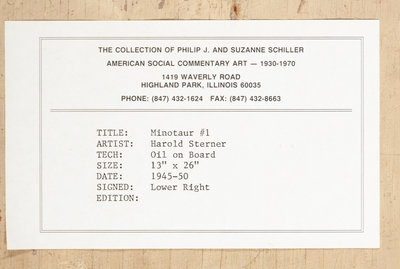 THE COLLECTION OF PHILIP J. AND SUZANNE SCHILLER
AMERICAN SOCIAL COMMENTARY ART — 1930-1970
1419 WAVERLY ROAD
HIGHLAND PARK, ILLINOIS 60035
PHONE: (847) 432-1624 FAX: (847) 432-8663
TITLE: Minotaur #1
ARTIST: Harold Sterner
TECH: Oil on Board
SIZE: 13" x 26"
DATE: 1945-50
SIGNED: Lower Right
EDITION: